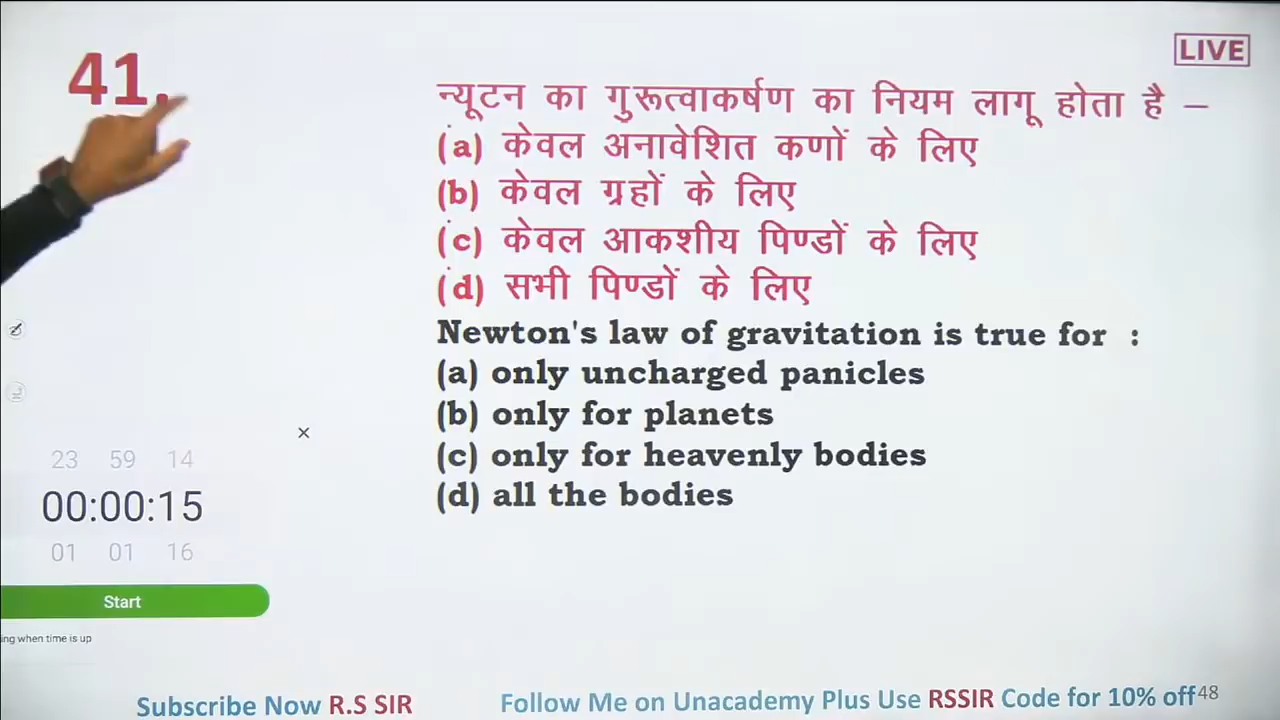 41.
LIVE
न्यूटन का गुरूत्वाकर्षण का नियम लागू होता है –
(a) केवल अनावेशित कणों के लिए
(b) केवल ग्रहों के लिए
(c) केवल आकशीय पिण्डों के लिए
(d) सभी पिण्डों के लिए
Newton's law of gravitation is true for :
(a) only uncharged panicles
(b) only for planets
(c) only for heavenly bodies
(d) all the bodies
×
23 59 14
00:00:15
01 01 16
Start
ing when time is up
Subscribe Now R.S SIR
Follow Me on Unacademy Plus Use RSSIR Code for 10% off
48